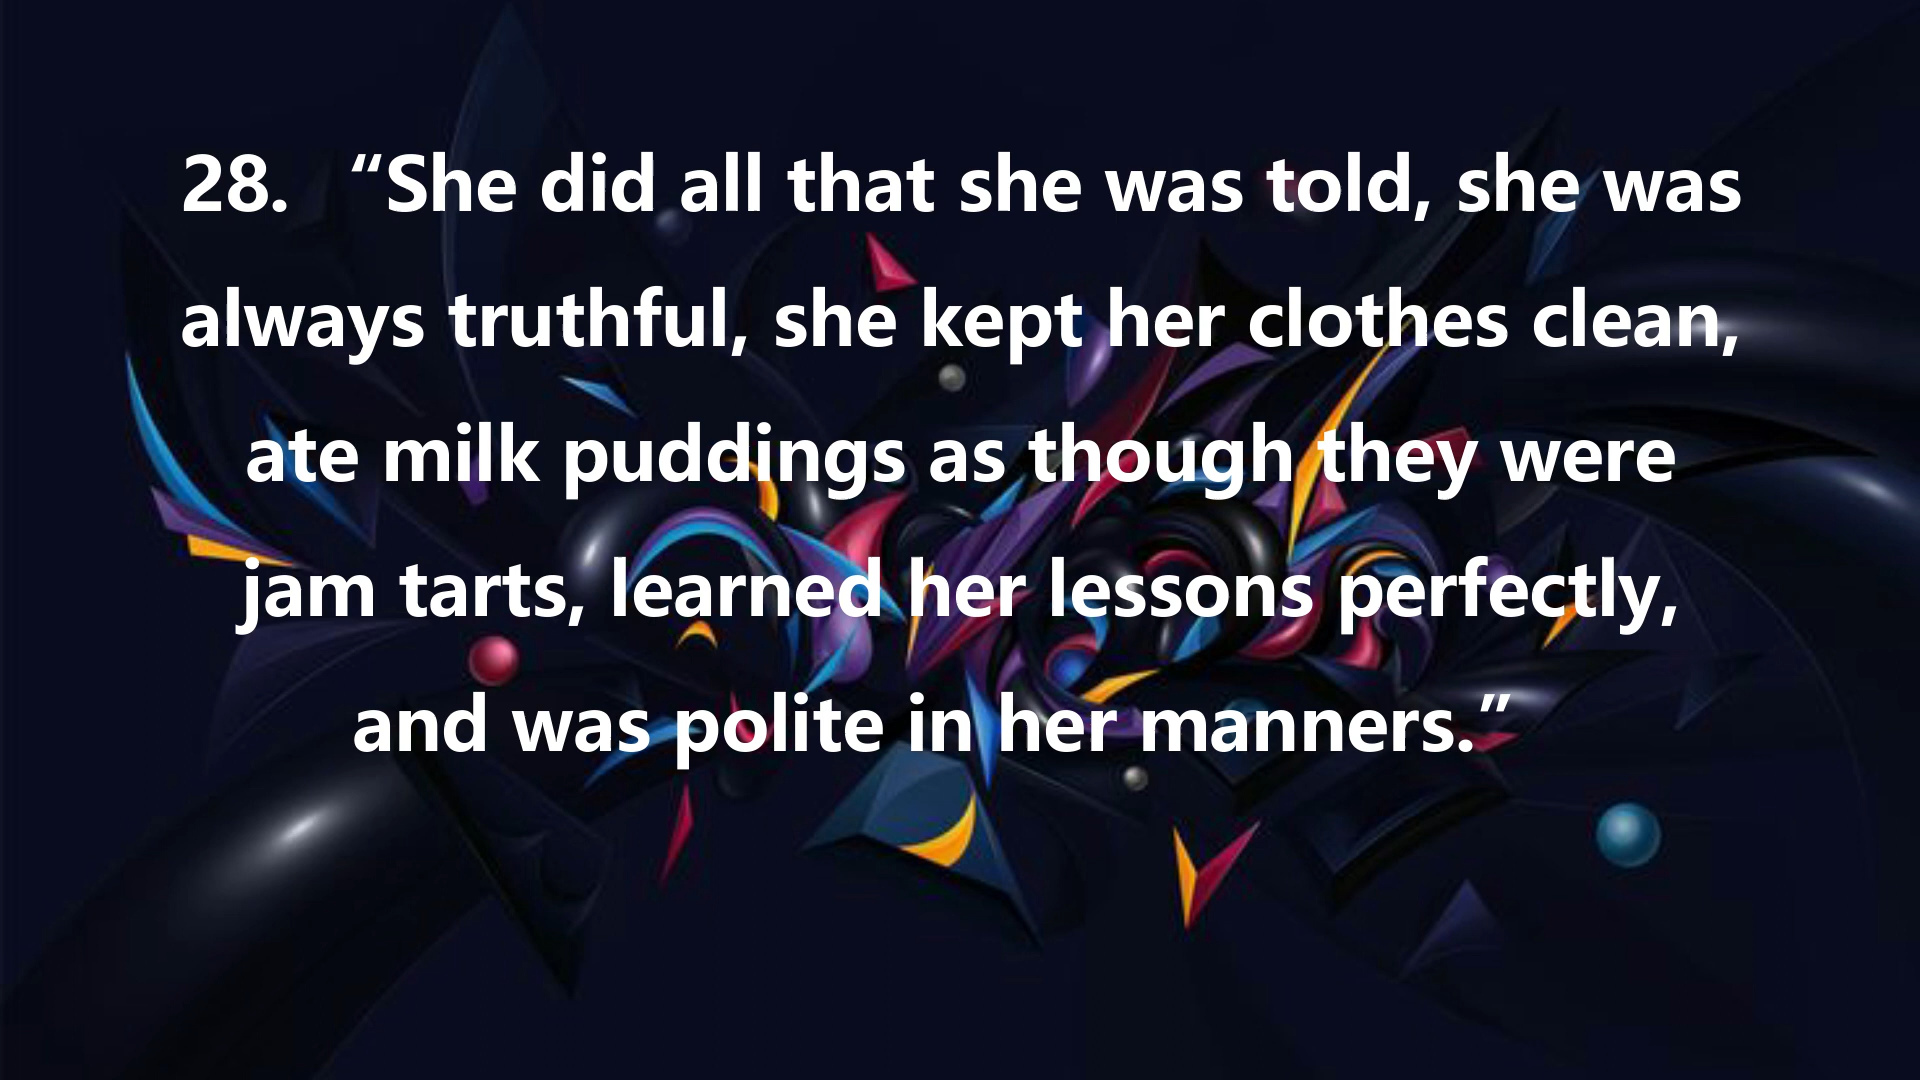 28. “She did all that she was told, she was
always truthful, she kept her clothes clean,
ate milk puddings as though they were
jam tarts, learned her lessons perfectly,
and was polite in her manners.”